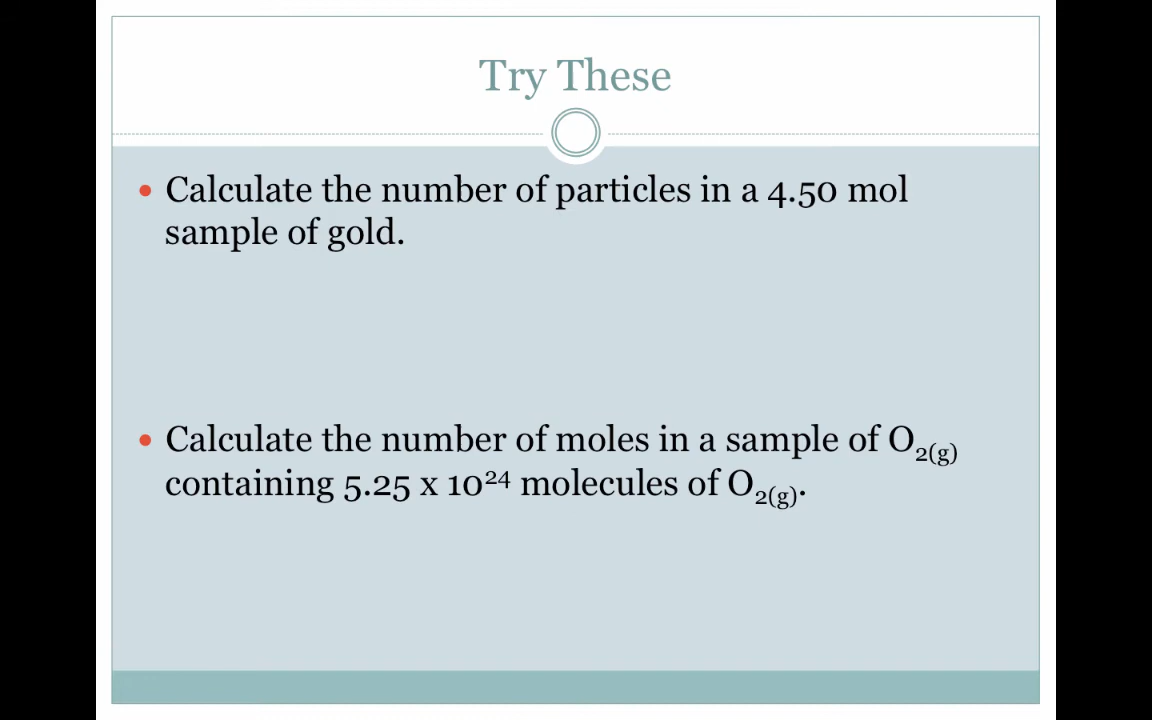 Try These
• Calculate the number of particles in a 4.50 mol
sample of gold.
• Calculate the number of moles in a sample of O₂₍g₎
containing 5.25 x 10²⁴ molecules of O₂₍g₎.